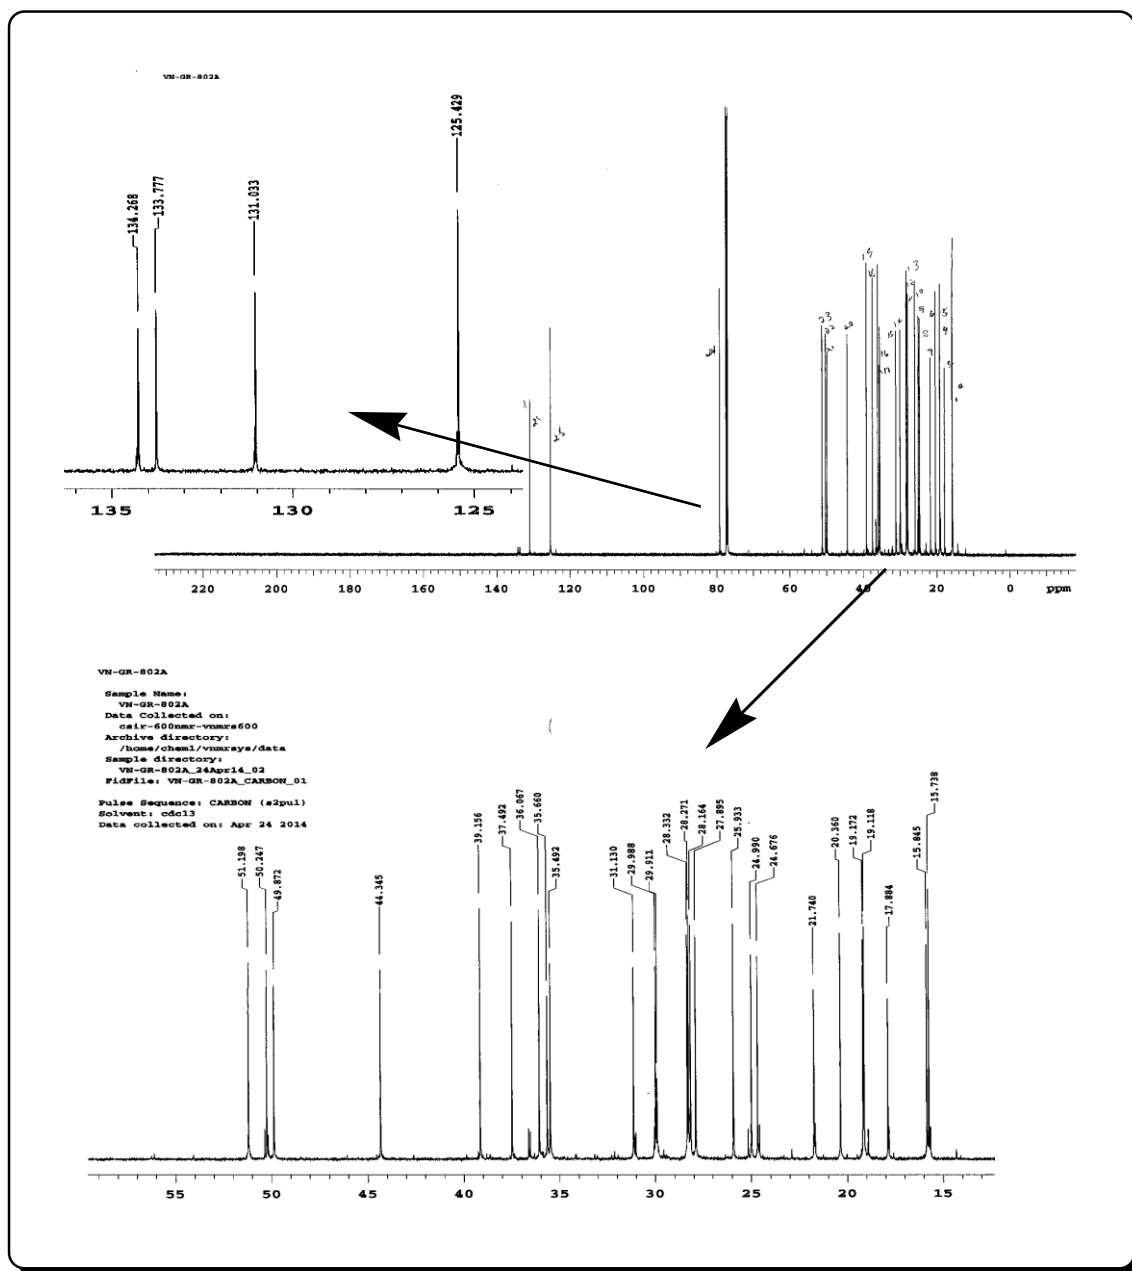 VN-GR-802A
134.268
133.777
131.033
125.429
135 130 125
220 200 180 160 140 120 100 80 60 40 20 0 ppm
VN-GR-802A
Sample Name:
VN-GR-802A
Data Collected on:
csir-600nmr-vnmrs600
Archive directory:
/home/chem1/vnmrsys/data
Sample directory:
VN-GR-802A_24Apr14_02
FidFile: VN-GR-802A_CARBON_01
Pulse Sequence: CARBON (s2pul)
Solvent: cdcl3
Data collected on: Apr 24 2014
51.198
50.247
49.872
44.345
39.156
37.492
36.067
35.660
35.492
31.130
29.988
29.911
28.332
28.271
28.164
27.895
25.933
24.990
24.676
21.740
20.360
19.172
19.118
17.884
15.845
15.738
55 50 45 40 35 30 25 20 15